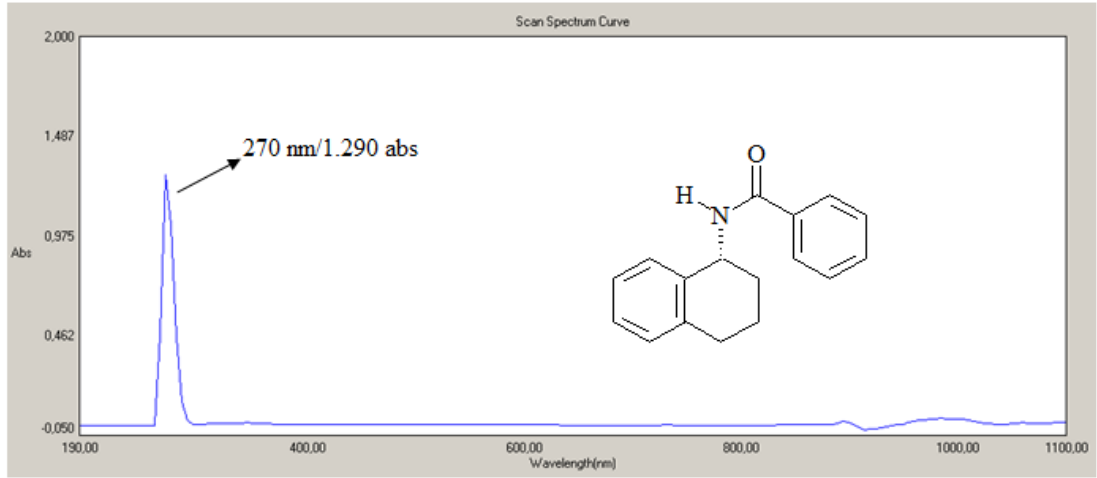 Scan Spectrum Curve
2,000
1,487
0,975
Abs
0,462
-0,050
270 nm/1.290 abs
O
H
N
190,00
400,00
600,00
800,00
1000,00
1100,00
Wavelength(nm)